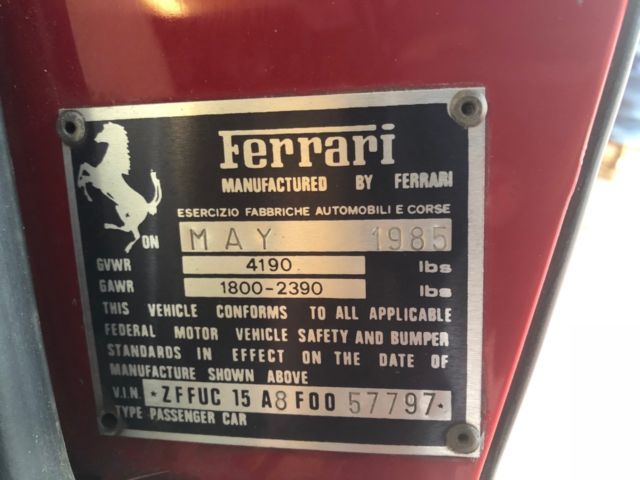 Ferrari
MANUFACTURED BY FERRARI
ESERCIZIO FABBRICHE AUTOMOBILI E CORSE
ON MAY 1985
GVWR 4190 lbs
GAWR 1800-2390 lbs
THIS VEHICLE CONFORMS TO ALL APPLICABLE
FEDERAL MOTOR VEHICLE SAFETY AND BUMPER
STANDARDS IN EFFECT ON THE DATE OF
MANUFACTURE SHOWN ABOVE
V.I.N. *ZFFUC 15 A8 F00 57797*
TYPE PASSENGER CAR